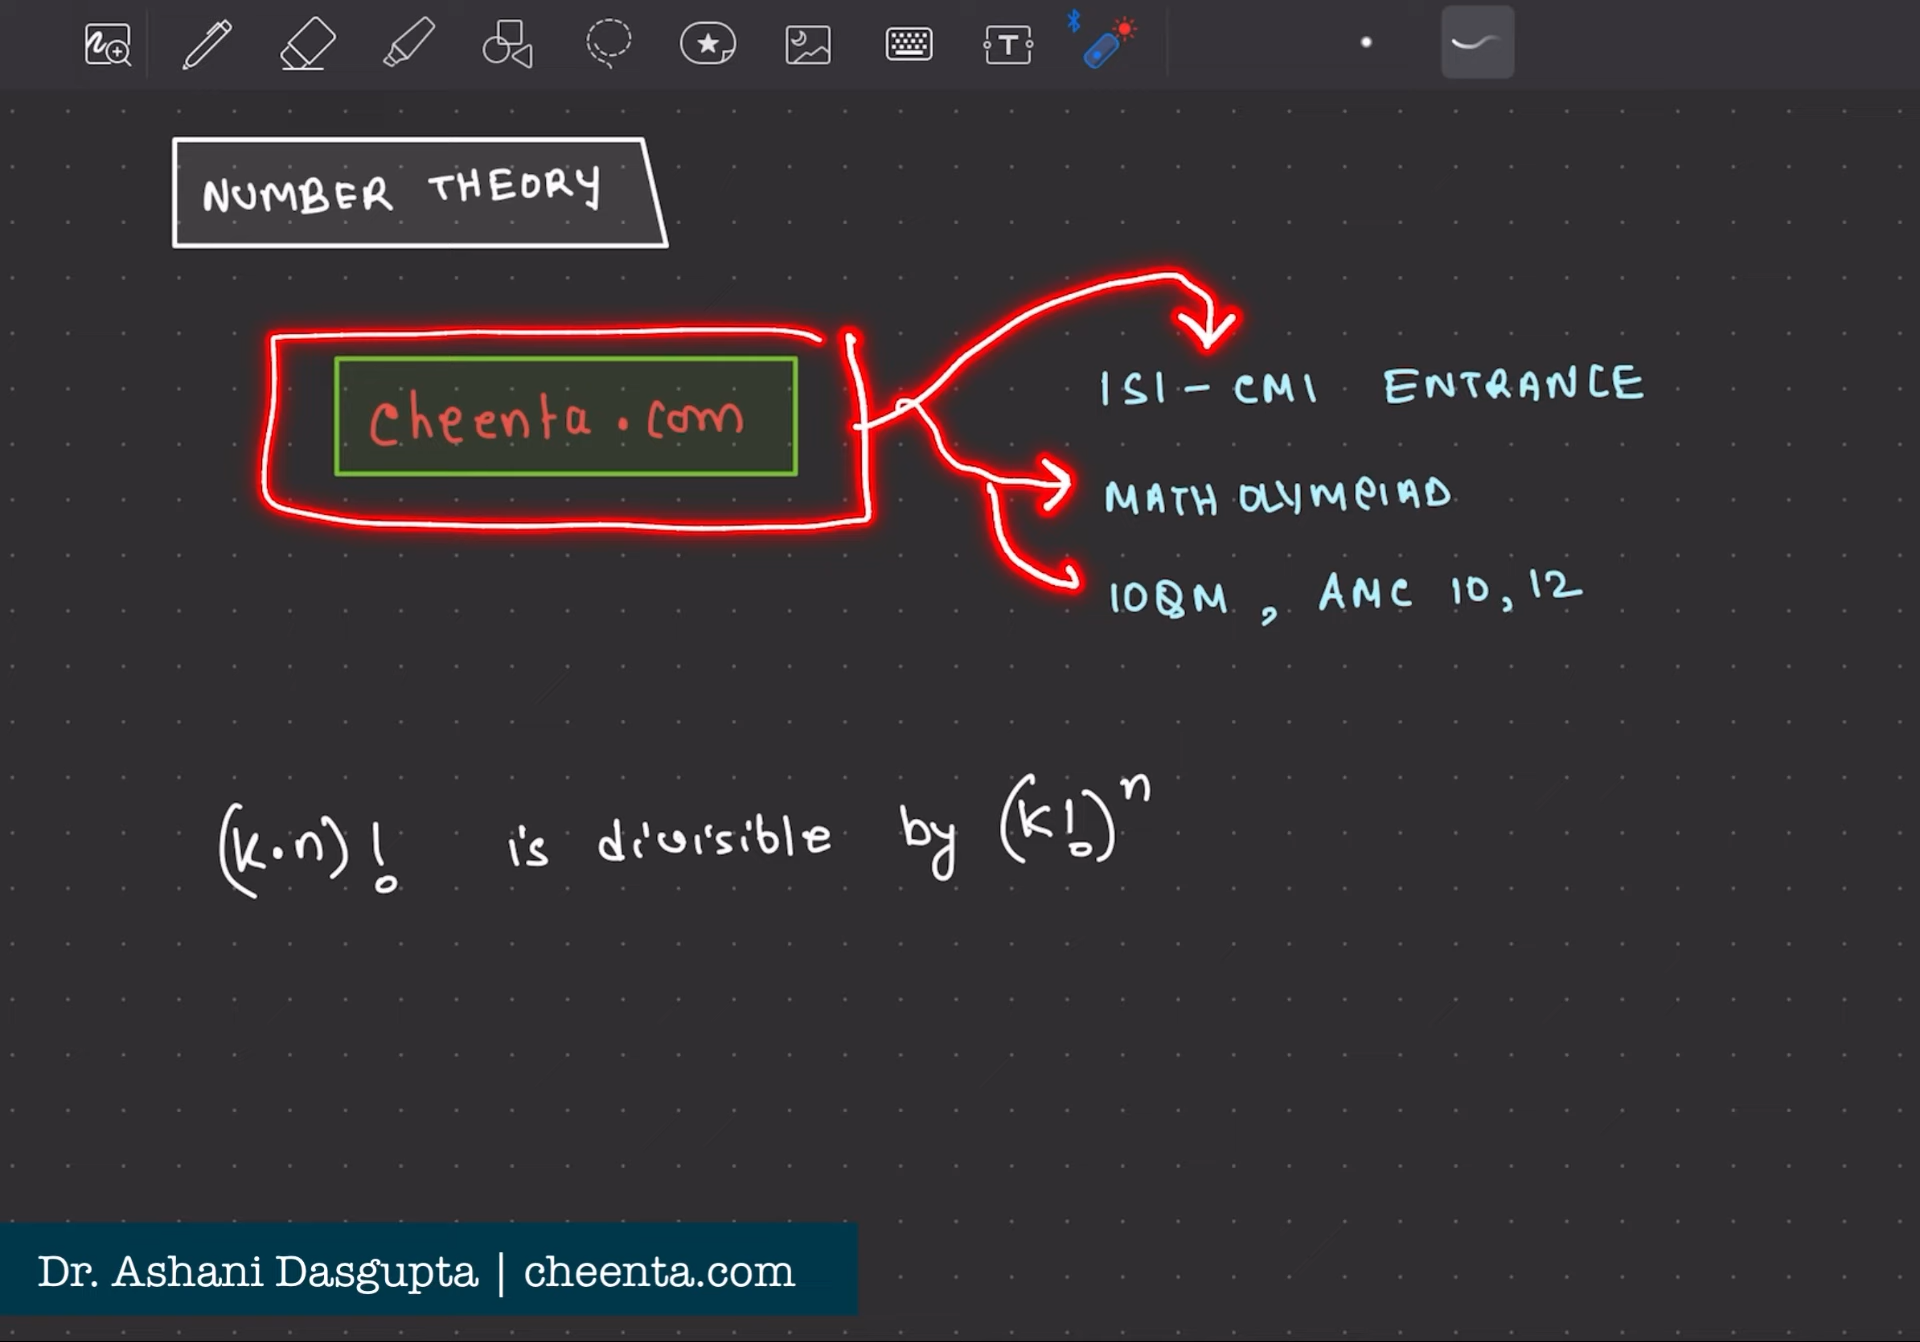 NUMBER THEORY
cheenta.com
ISI - CMI ENTRANCE
MATH OLYMPIAD
IOQM, AMC 10, 12
(k.n)! is divisible by (k!)^n
Dr. Ashani Dasgupta | cheenta.com